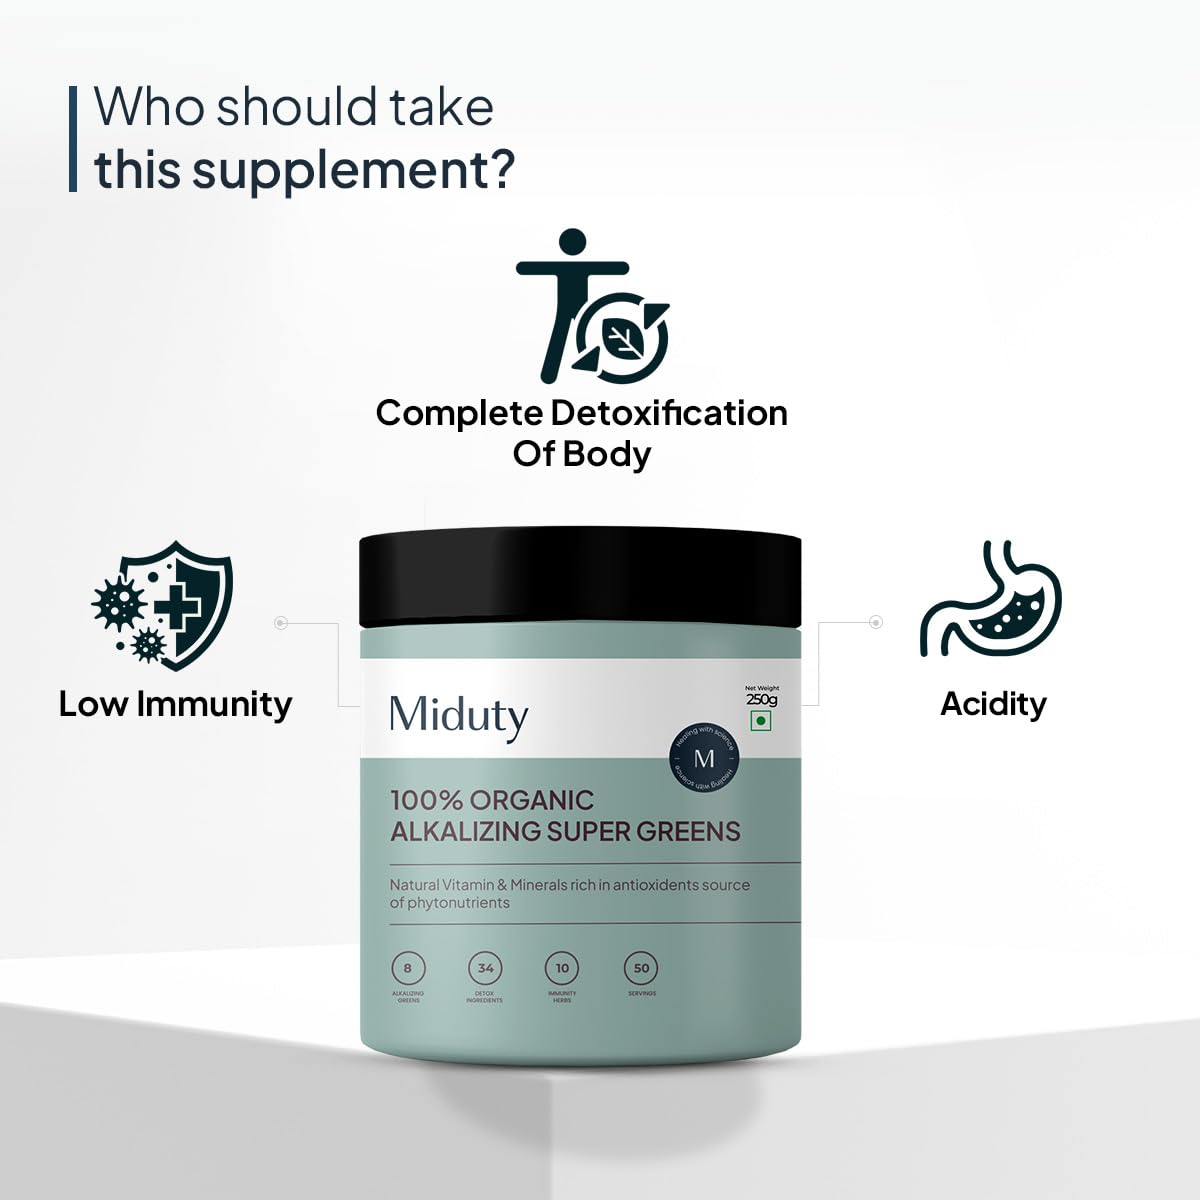 Who should take
this supplement?
Complete Detoxification
Of Body
Low Immunity
Acidity
Miduty
Net Weight
250g
Healing with science
M
Healing with science
100% ORGANIC
ALKALIZING SUPER GREENS
Natural Vitamin & Minerals rich in antioxidents source
of phytonutrients
8
ALKALIZING
GREENS
34
DETOX
INGREDIENTS
10
IMMUNITY
HERBS
50
SERVINGS